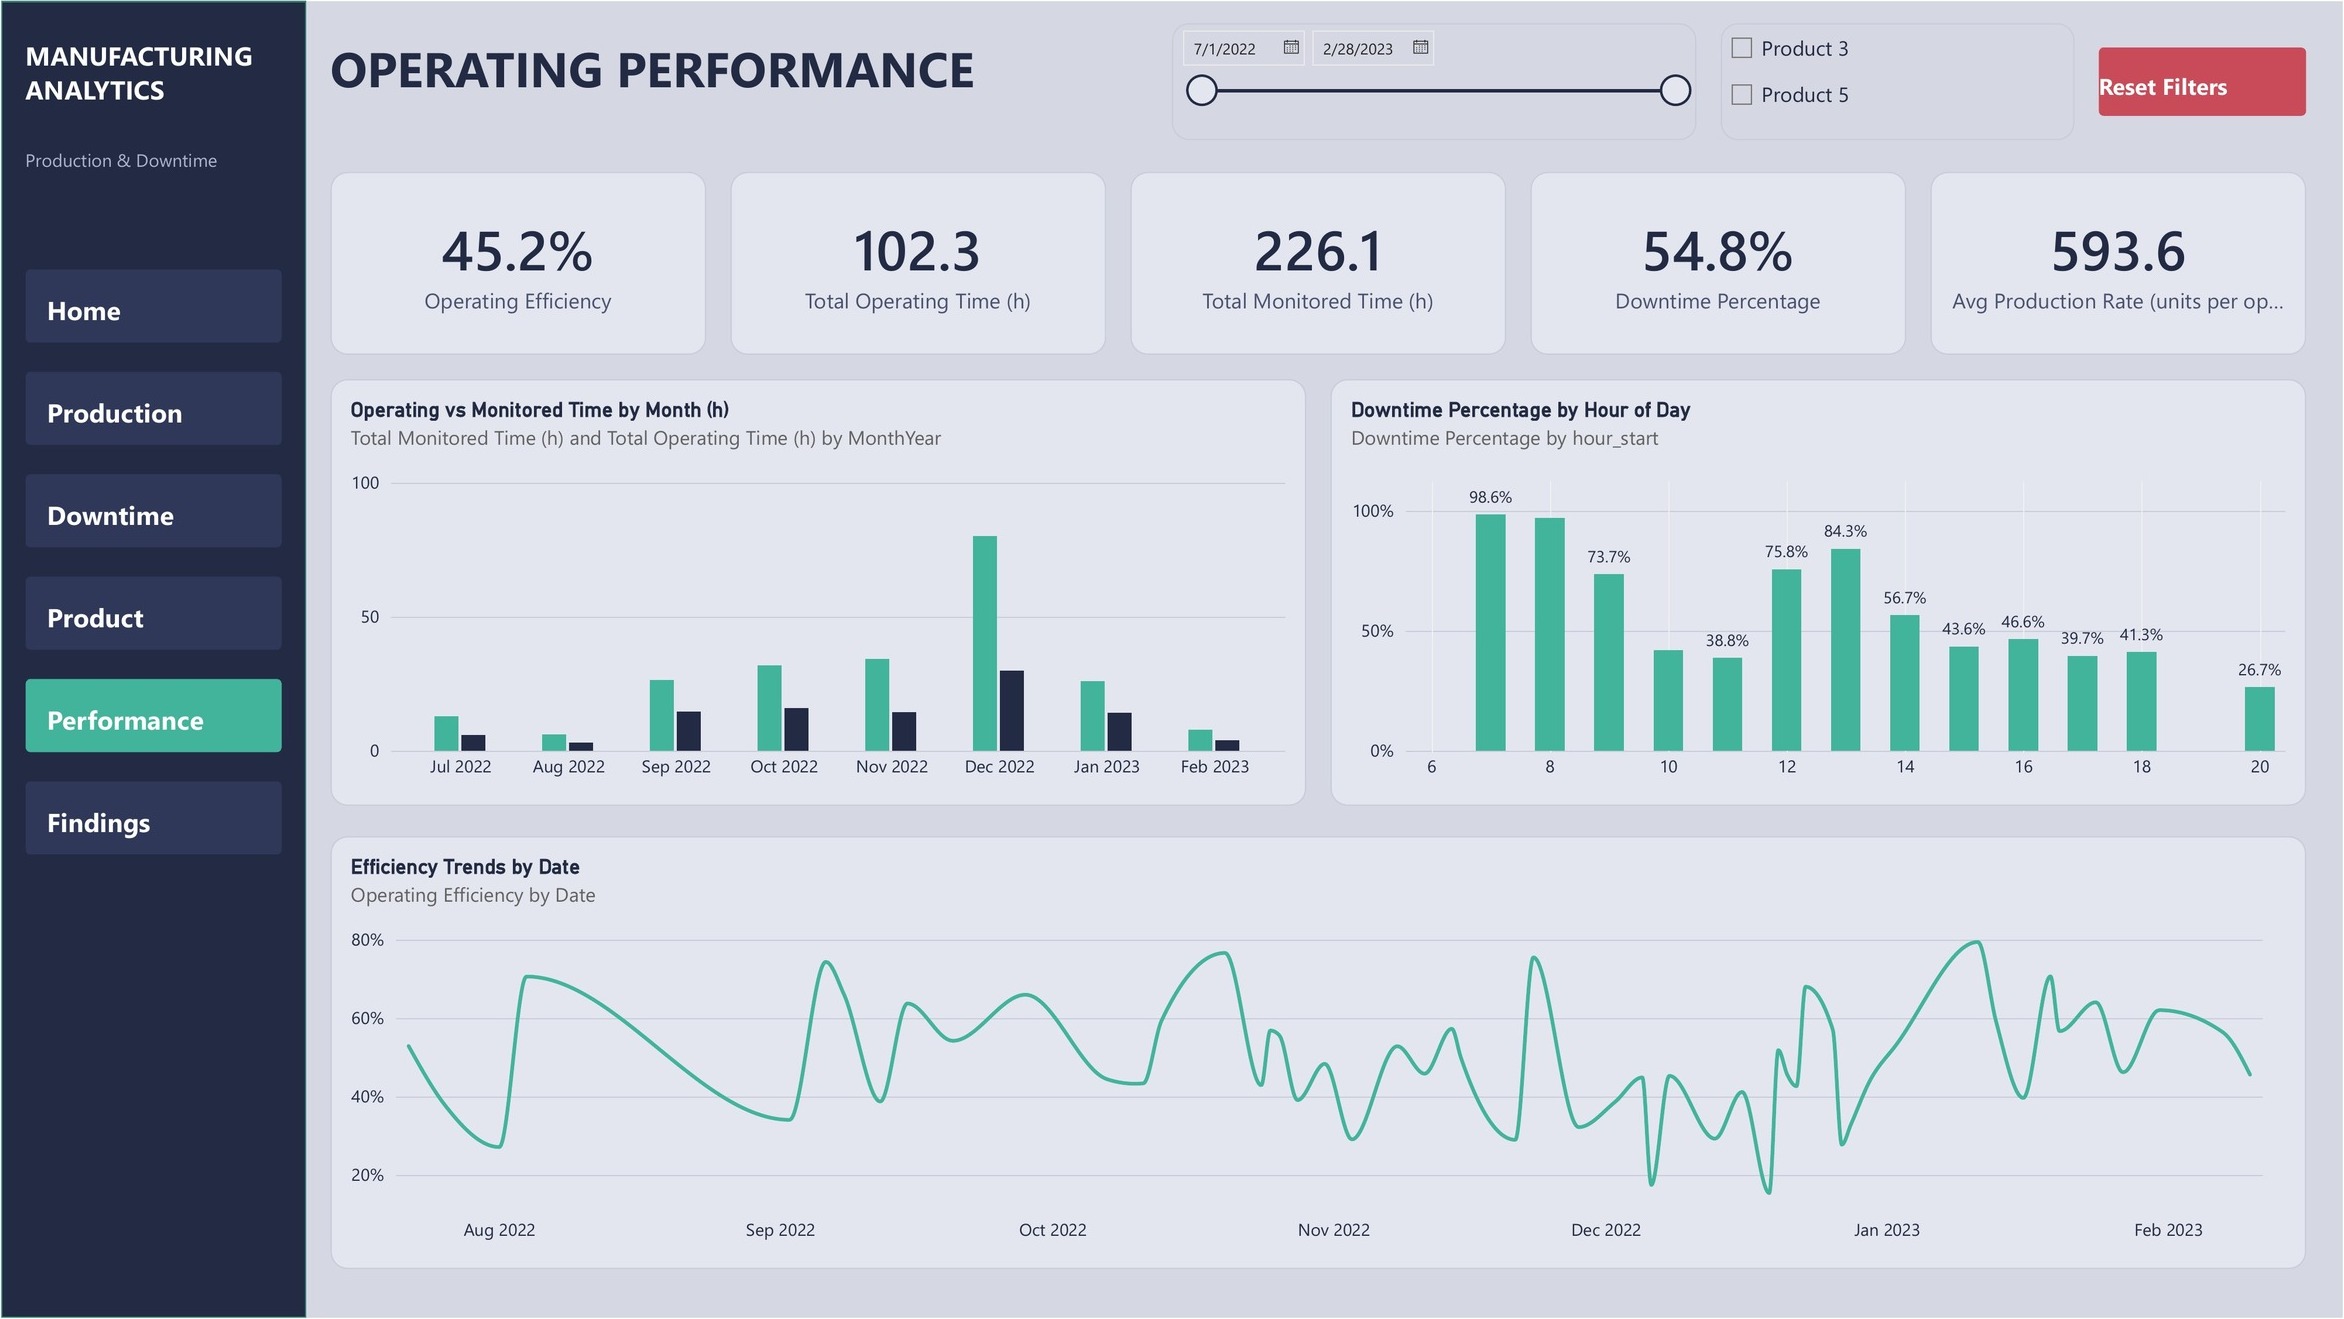 MANUFACTURING
ANALYTICS
Production & Downtime
Home
Production
Downtime
Product
Performance
Findings
OPERATING PERFORMANCE
7/1/2022 2/28/2023
Product 3
Product 5
Reset Filters
45.2%
Operating Efficiency
102.3
Total Operating Time (h)
226.1
Total Monitored Time (h)
54.8%
Downtime Percentage
593.6
Avg Production Rate (units per op...
Operating vs Monitored Time by Month (h)
Total Monitored Time (h) and Total Operating Time (h) by MonthYear
100
50
0
Jul 2022 Aug 2022 Sep 2022 Oct 2022 Nov 2022 Dec 2022 Jan 2023 Feb 2023
Downtime Percentage by Hour of Day
Downtime Percentage by hour_start
100%
50%
0%
98.6% 73.7% 38.8% 75.8% 84.3% 56.7% 43.6% 46.6% 39.7% 41.3% 26.7%
6 8 10 12 14 16 18 20
Efficiency Trends by Date
Operating Efficiency by Date
80%
60%
40%
20%
Aug 2022 Sep 2022 Oct 2022 Nov 2022 Dec 2022 Jan 2023 Feb 2023